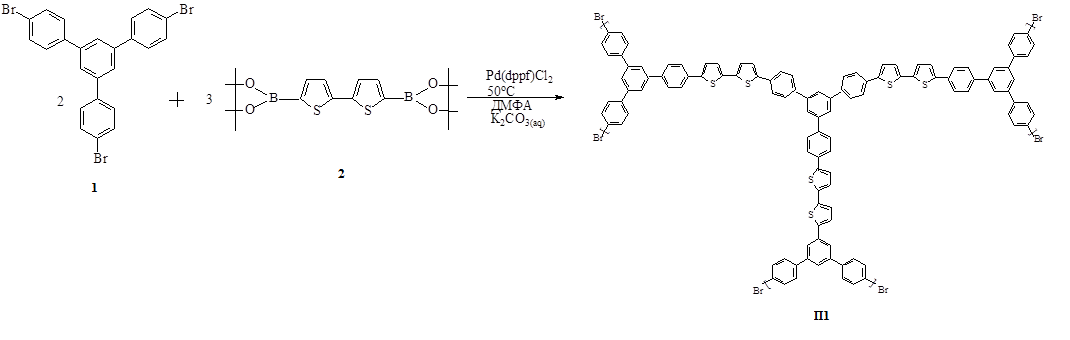 Br
Br
Br
2
1
+
3
O
O
B
S
S
B
O
O
2
Pd(dppf)Cl2
50°C
ДМФА
K2CO3(aq)
Br
Br
S
S
S
S
Br
Br
S
S
Br
Br
П1